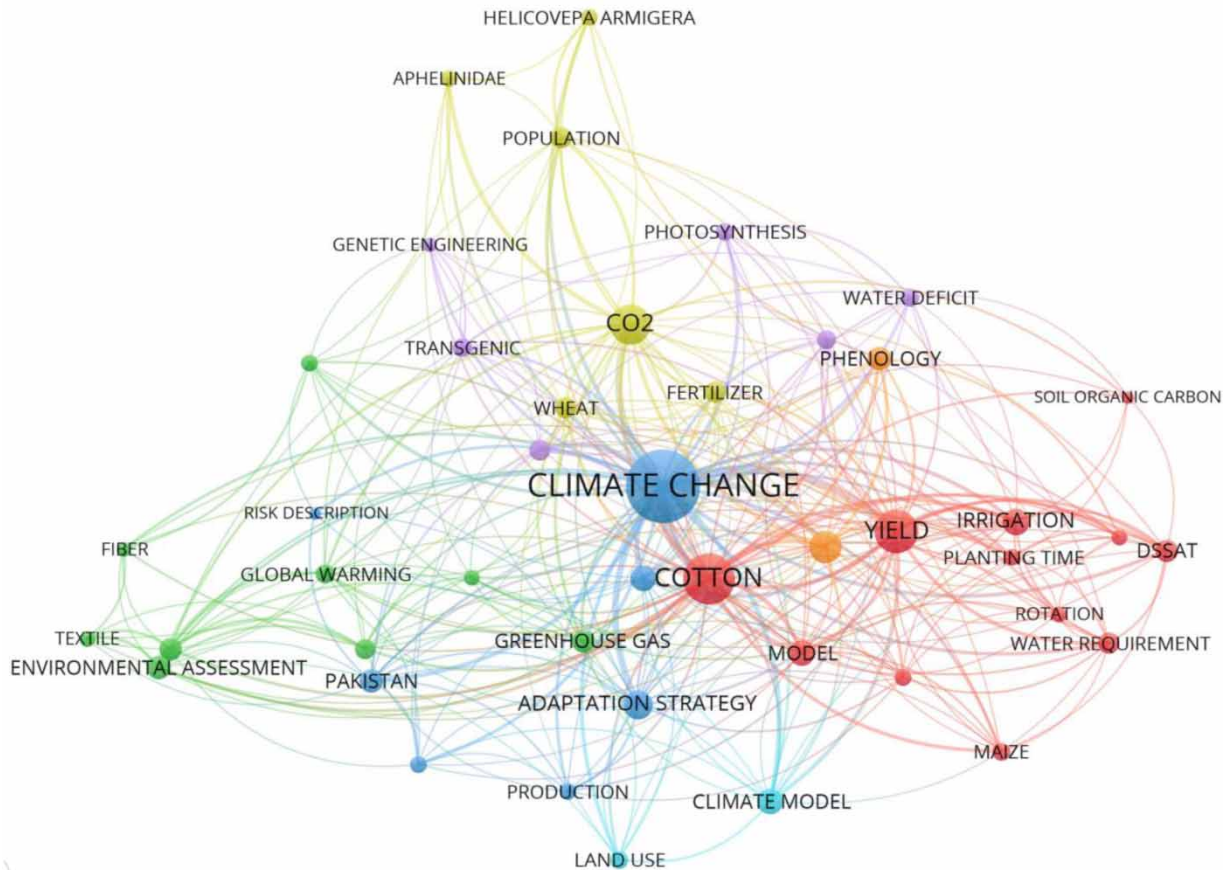 HELICOVEPA ARMIGERA
APHELINIDAE
POPULATION
GENETIC ENGINEERING
PHOTOSYNTHESIS
WATER DEFICIT
CO2
TRANSGENIC
PHENOLOGY
FERTILIZER
SOIL ORGANIC CARBON
WHEAT
CLIMATE CHANGE
RISK DESCRIPTION
IRRIGATION
YIELD
FIBER
DSSAT
PLANTING TIME
GLOBAL WARMING
COTTON
ROTATION
TEXTILE
GREENHOUSE GAS
WATER REQUIREMENT
MODEL
ENVIRONMENTAL ASSESSMENT
PAKISTAN
ADAPTATION STRATEGY
MAIZE
PRODUCTION
CLIMATE MODEL
LAND USE